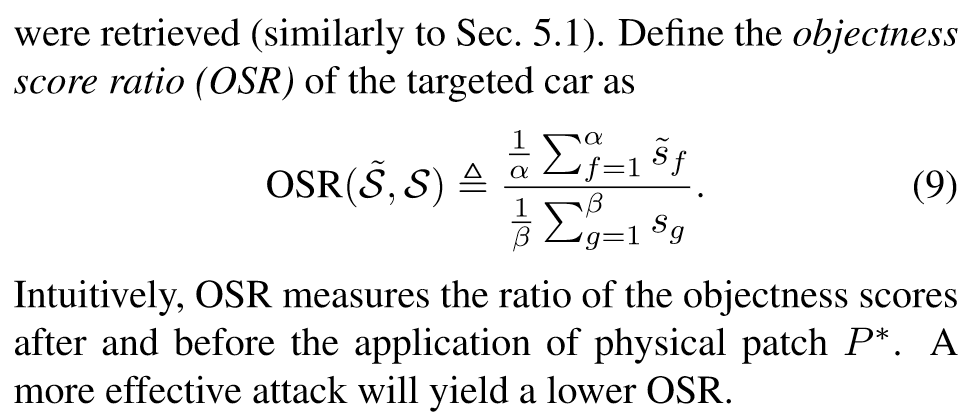 were retrieved (similarly to Sec. 5.1). Define the objectness
score ratio (OSR) of the targeted car as
OSR(\tilde{\mathcal{S}}, \mathcal{S}) \triangleq \frac{\frac{1}{\alpha} \sum_{f=1}^{\alpha} \tilde{s}_f}{\frac{1}{\beta} \sum_{g=1}^{\beta} s_g}. (9)
Intuitively, OSR measures the ratio of the objectness scores
after and before the application of physical patch P*. A
more effective attack will yield a lower OSR.